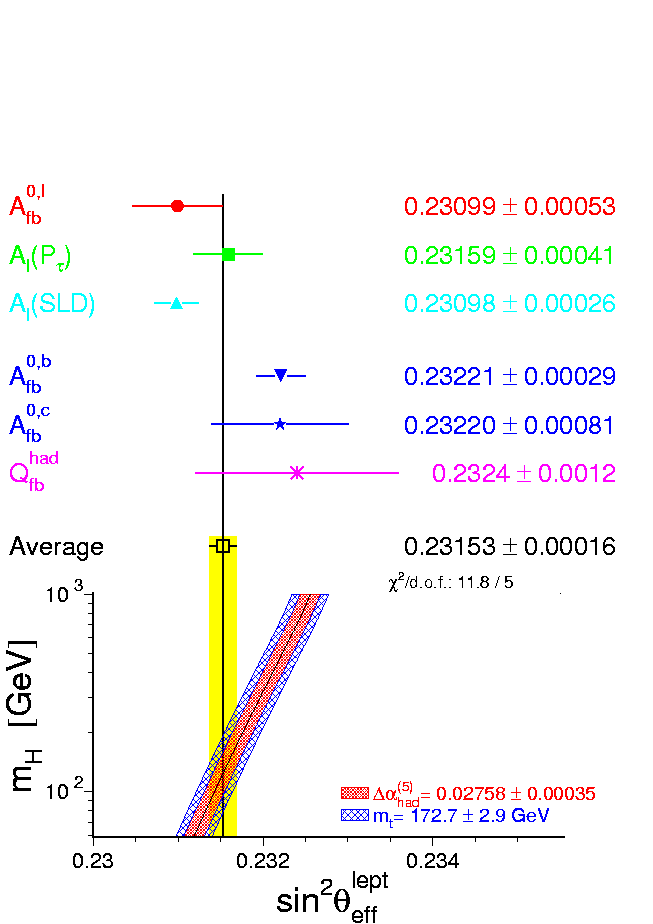 A_fb^0,l 0.23099 ± 0.00053
A_l(P_τ) 0.23159 ± 0.00041
A_l(SLD) 0.23098 ± 0.00026
A_fb^0,b 0.23221 ± 0.00029
A_fb^0,c 0.23220 ± 0.00081
Q_fb^had 0.2324 ± 0.0012
Average 0.23153 ± 0.00016
χ²/d.o.f.: 11.8 / 5
10³
m_H [GeV]
10²
Δα_had^(5)= 0.02758 ± 0.00035
m_t= 172.7 ± 2.9 GeV
0.23 0.232 0.234
sin²θ_eff^lept